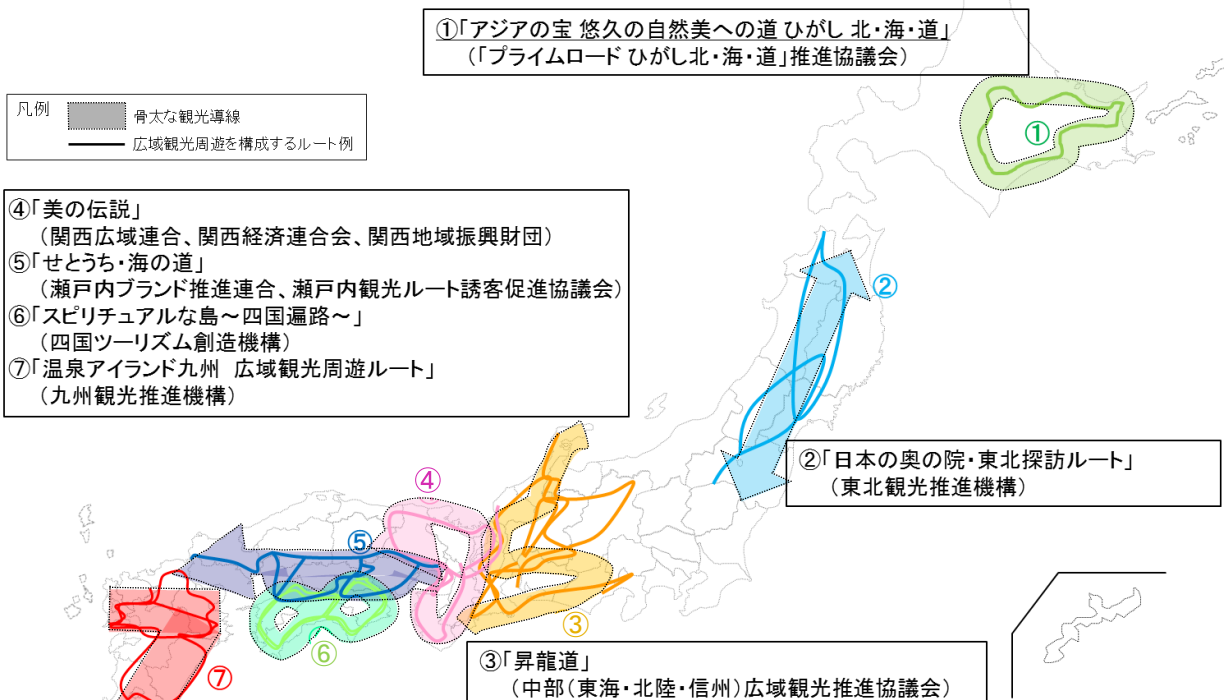 ①「アジアの宝 悠久の自然美への道 ひがし 北・海・道」
（「プライムロード ひがし北・海・道」推進協議会）
凡例
骨太な観光導線
広域観光周遊を構成するルート例
①
④「美の伝説」
（関西広域連合、関西経済連合会、関西地域振興財団）
⑤「せとうち・海の道」
（瀬戸内ブランド推進連合、瀬戸内観光ルート誘客促進協議会）
⑥「スピリチュアルな島～四国遍路～」
（四国ツーリズム創造機構）
⑦「温泉アイランド九州 広域観光周遊ルート」
（九州観光推進機構）
②
②「日本の奥の院・東北探訪ルート」
（東北観光推進機構）
④
⑤
③
⑥
⑦
③「昇龍道」
（中部（東海・北陸・信州）広域観光推進協議会）